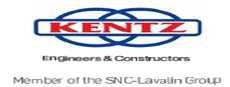 KENTZ
Engineers & Constructors
Member of the SNC-Lavalin Group